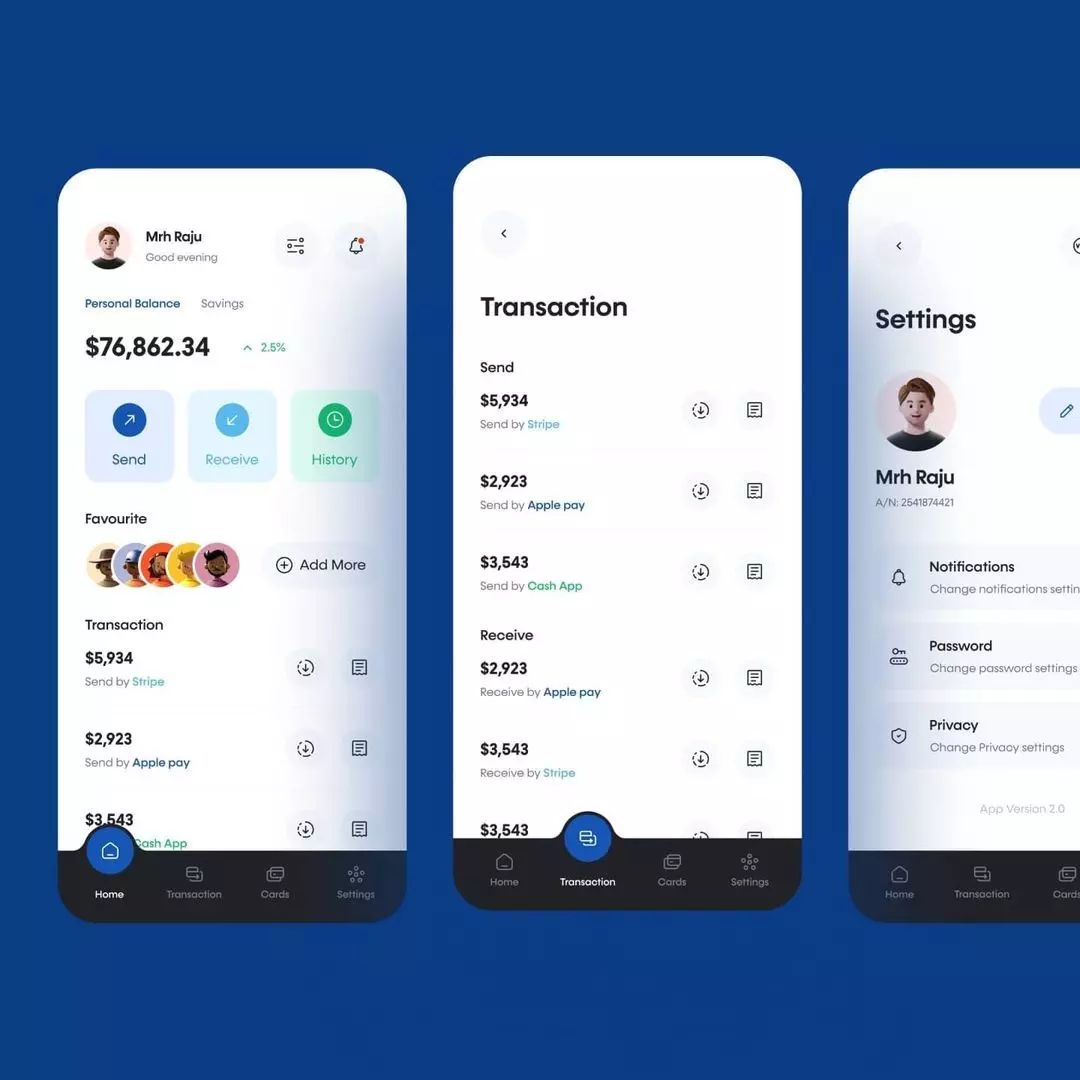 Mrh Raju
Good evening
Personal Balance Savings
$76,862.34 2.5%
Send Receive History
Favourite
Add More
Transaction
$5,934
Send by Stripe
$2,923
Send by Apple pay
$3,543
Cash App
Home Transaction Cards Settings
Transaction
Send
$5,934
Send by Stripe
$2,923
Send by Apple pay
$3,543
Send by Cash App
Receive
$2,923
Receive by Apple pay
$3,543
Receive by Stripe
$3,543
Home Transaction Cards Settings
Settings
Mrh Raju
A/N: 2541874421
Notifications
Change notifications settin
Password
Change password settings
Privacy
Change Privacy settings
App Version 2.0
Home Transaction Cards